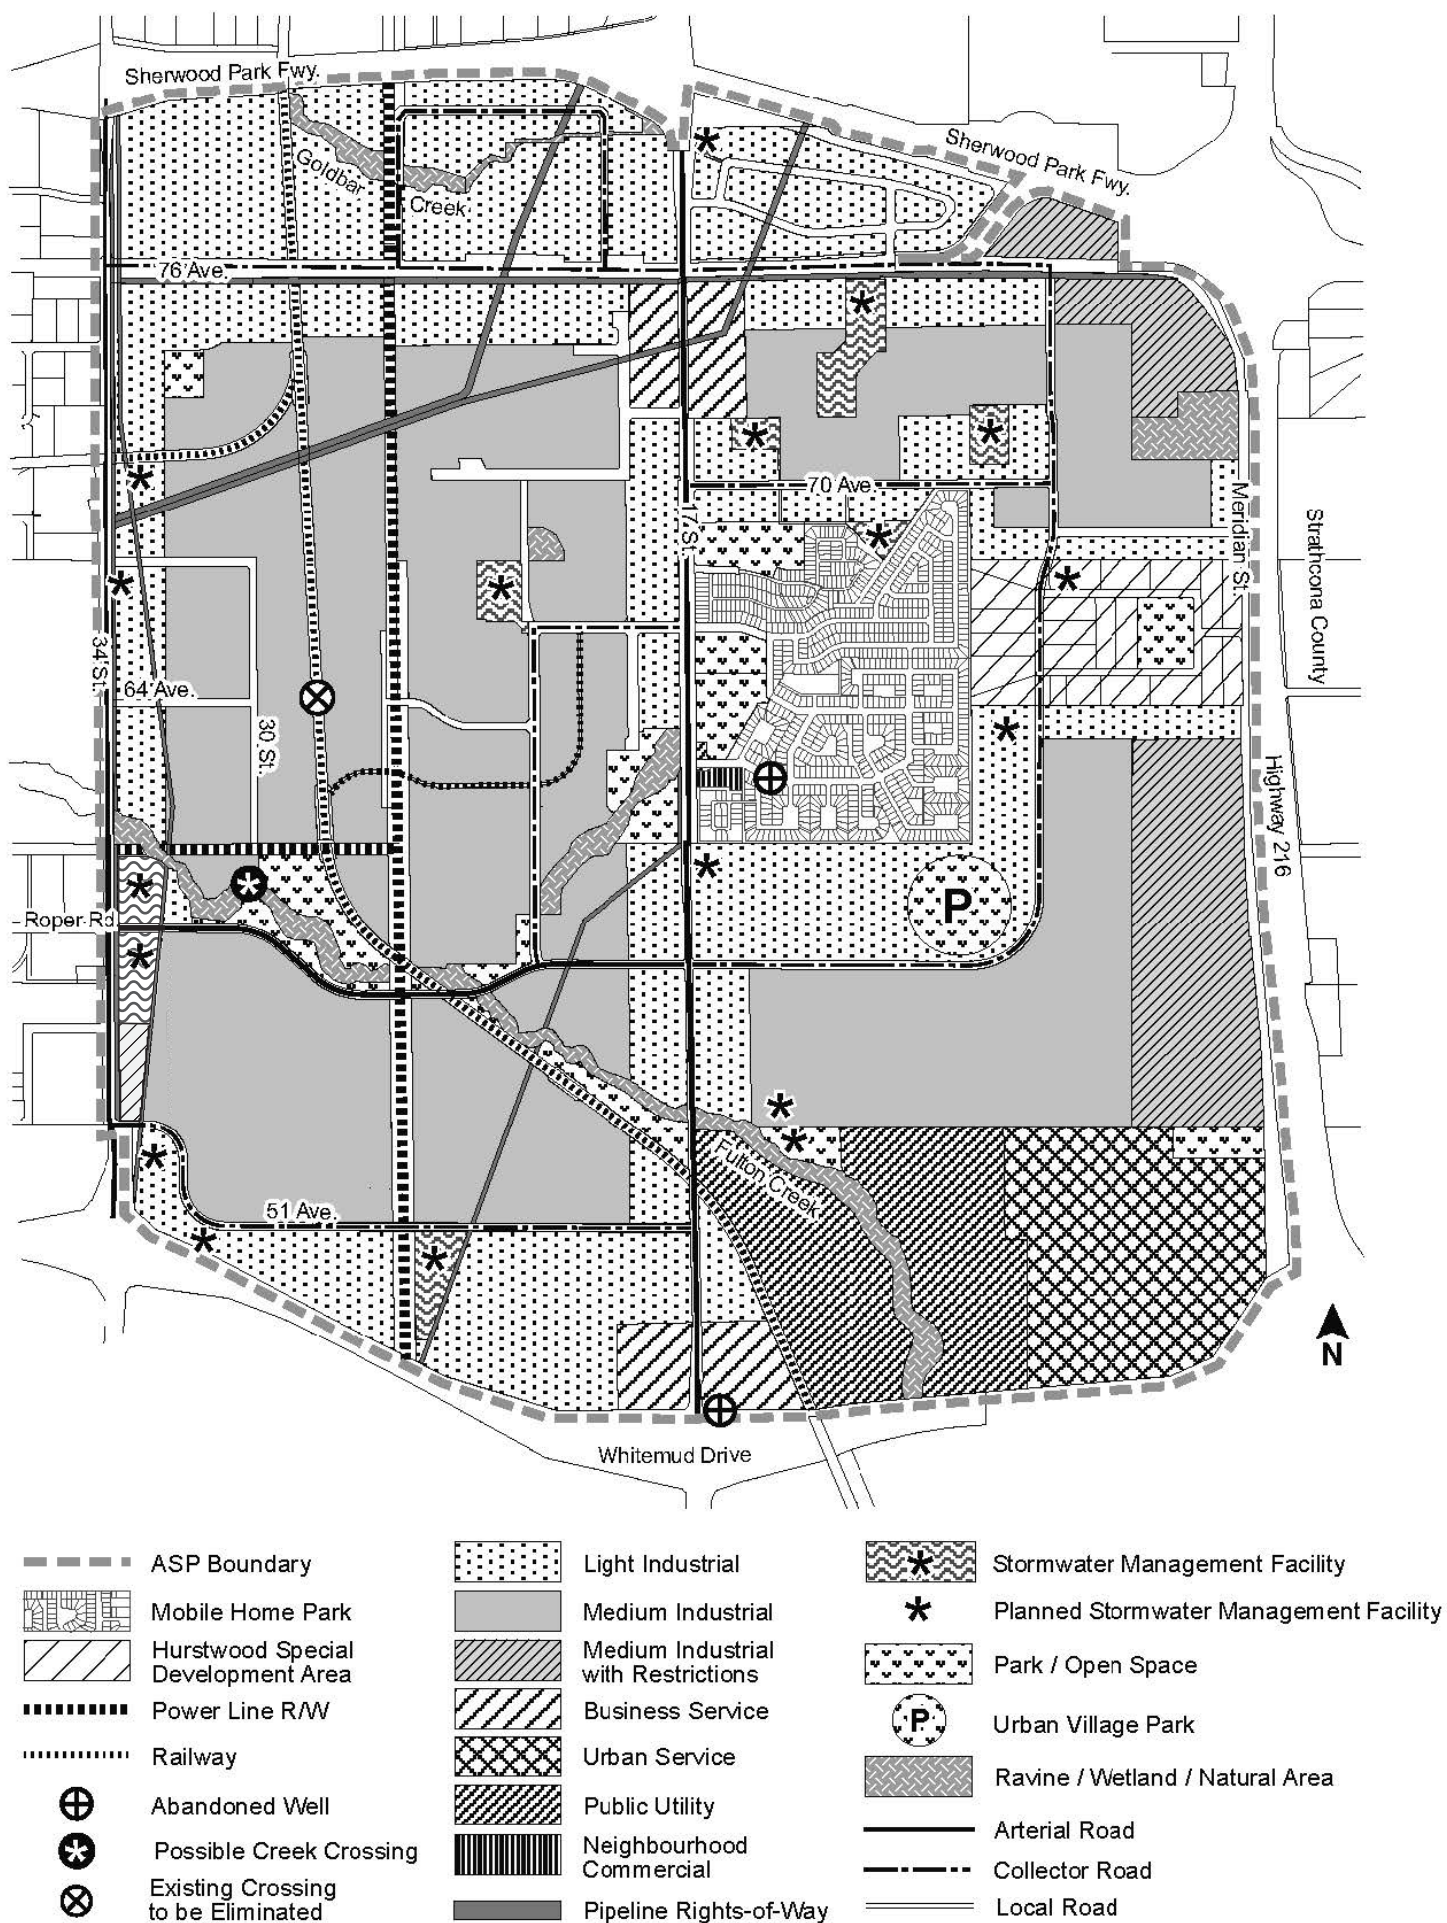 Sherwood Park Fwy.
Sherwood Park Fwy.
Goldbar
Creek
76 Ave.
70 Ave.
17 St.
Meridian St.
Strathcona County
34 St.
64 Ave.
30 St.
Highway 216
P
Roper Rd
Fulton Creek
51 Ave.
N
Whitemud Drive
ASP Boundary
Mobile Home Park
Hurstwood Special
Development Area
Power Line R/W
Railway
Abandoned Well
Possible Creek Crossing
Existing Crossing
to be Eliminated
Light Industrial
Medium Industrial
Medium Industrial
with Restrictions
Business Service
Urban Service
Public Utility
Neighbourhood
Commercial
Pipeline Rights-of-Way
Stormwater Management Facility
Planned Stormwater Management Facility
Park / Open Space
P
Urban Village Park
Ravine / Wetland / Natural Area
Arterial Road
Collector Road
Local Road